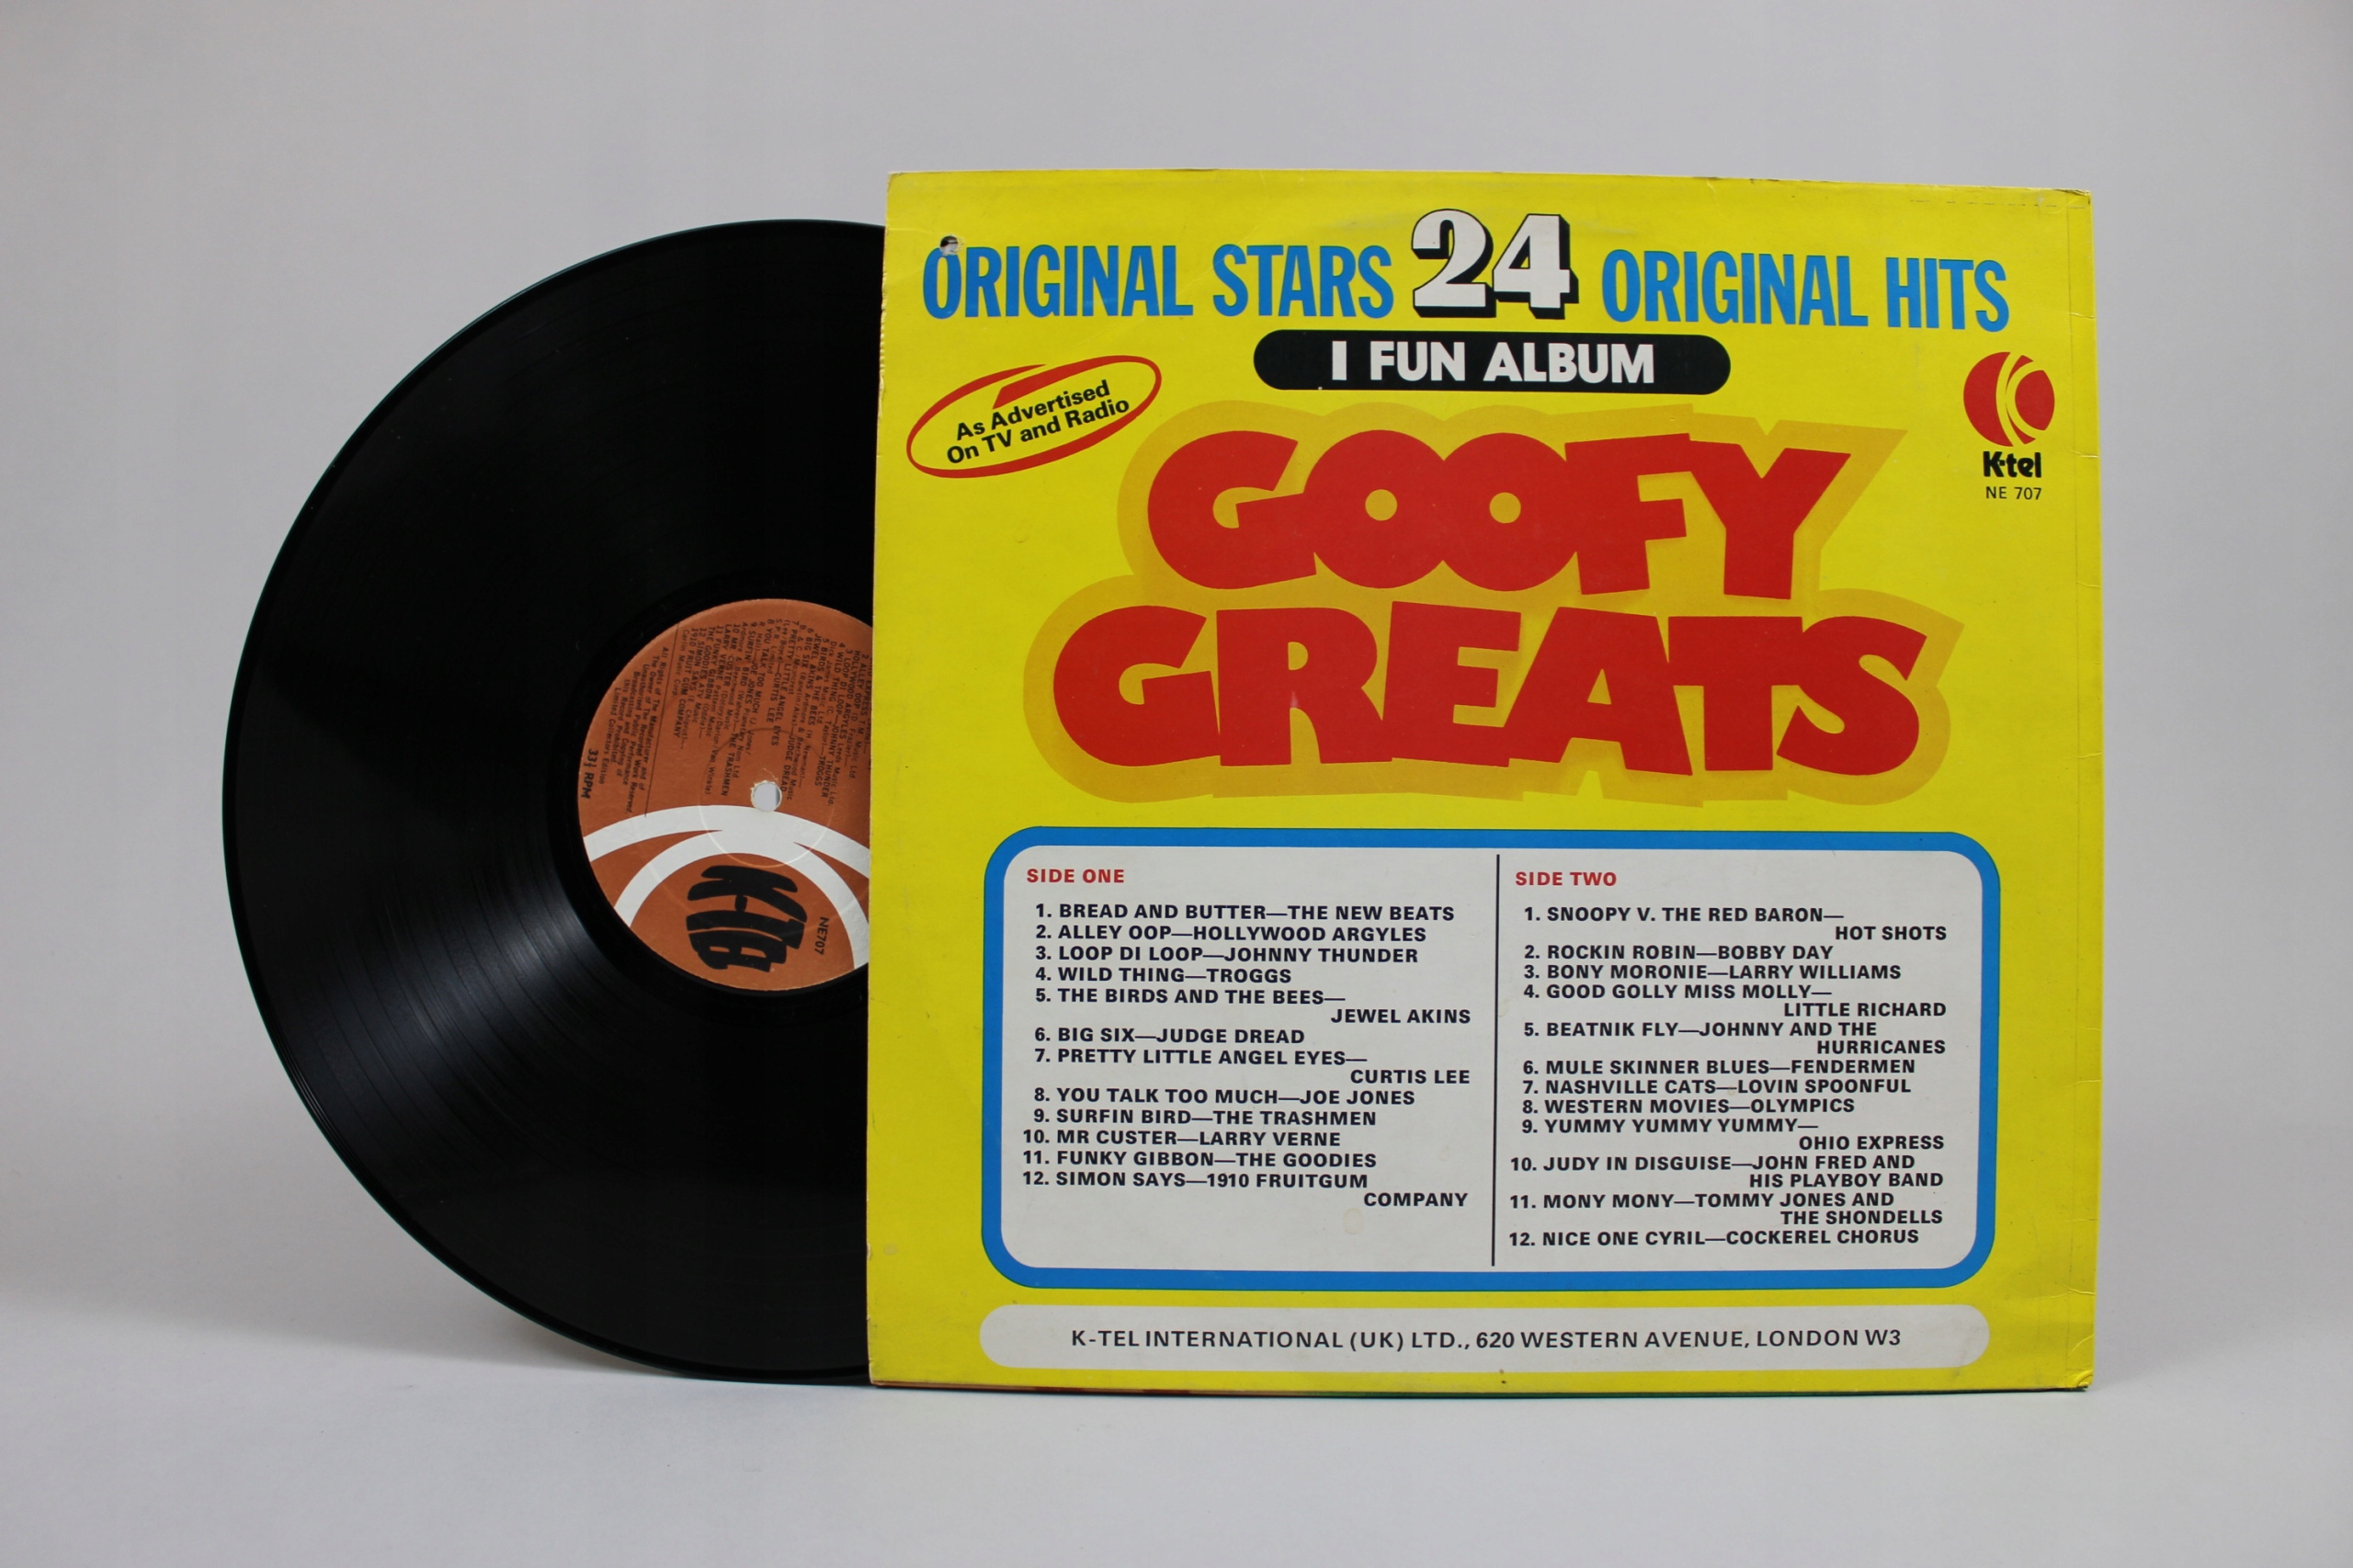 ORIGINAL STARS 24 ORIGINAL HITS
I FUN ALBUM
As Advertised
On TV and Radio
K-tel
NE 707
GOOFY
GREATS
SIDE ONE
1. BREAD AND BUTTER—THE NEW BEATS
2. ALLEY OOP—HOLLYWOOD ARGYLES
3. LOOP DI LOOP—JOHNNY THUNDER
4. WILD THING—TROGGS
5. THE BIRDS AND THE BEES—
JEWEL AKINS
6. BIG SIX—JUDGE DREAD
7. PRETTY LITTLE ANGEL EYES—
CURTIS LEE
8. YOU TALK TOO MUCH—JOE JONES
9. SURFIN BIRD—THE TRASHMEN
10. MR CUSTER—LARRY VERNE
11. FUNKY GIBBON—THE GOODIES
12. SIMON SAYS—1910 FRUITGUM
COMPANY
SIDE TWO
1. SNOOPY V. THE RED BARON—
HOT SHOTS
2. ROCKIN ROBIN—BOBBY DAY
3. BONY MORONIE—LARRY WILLIAMS
4. GOOD GOLLY MISS MOLLY—
LITTLE RICHARD
5. BEATNIK FLY—JOHNNY AND THE
HURRICANES
6. MULE SKINNER BLUES—FENDERMEN
7. NASHVILLE CATS—LOVIN SPOONFUL
8. WESTERN MOVIES—OLYMPICS
9. YUMMY YUMMY YUMMY—
OHIO EXPRESS
10. JUDY IN DISGUISE—JOHN FRED AND
HIS PLAYBOY BAND
11. MONY MONY—TOMMY JONES AND
THE SHONDELLS
12. NICE ONE CYRIL—COCKEREL CHORUS
K-TEL INTERNATIONAL (UK) LTD., 620 WESTERN AVENUE, LONDON W3
K-tel
NE707
33⅓ RPM